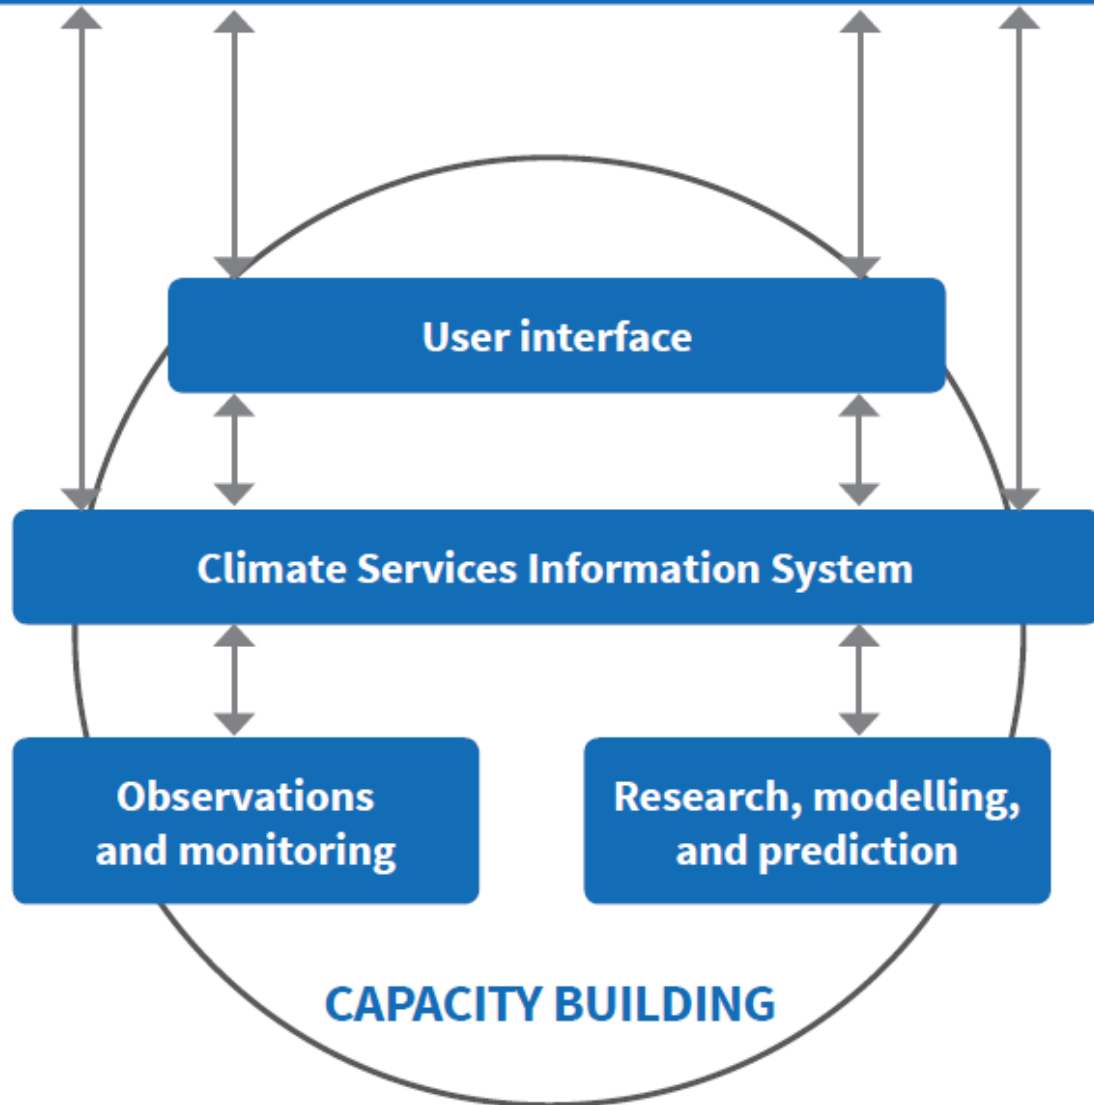 User interface
Climate Services Information System
Observations
and monitoring
Research, modelling,
and prediction
CAPACITY BUILDING